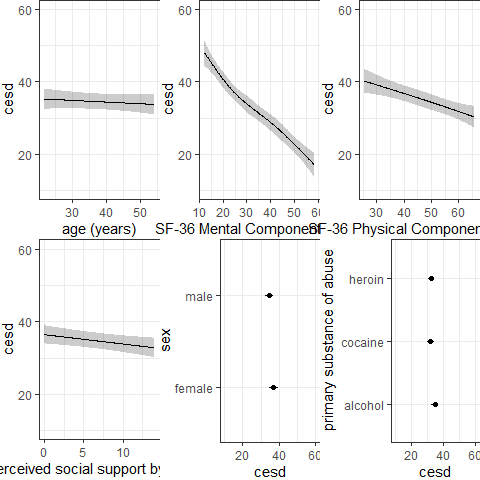 60
40
20
cesd
30 40 50
age (years)
60
40
20
cesd
10 20 30 40 50 60
SF-36 Mental Component
60
40
20
cesd
30 40 50 60
SF-36 Physical Componen
60
40
20
cesd
0 5 10
erceived social support by
male
female
sex
20 40 60
cesd
heroin
cocaine
alcohol
primary substance of abuse
20 40 60
cesd